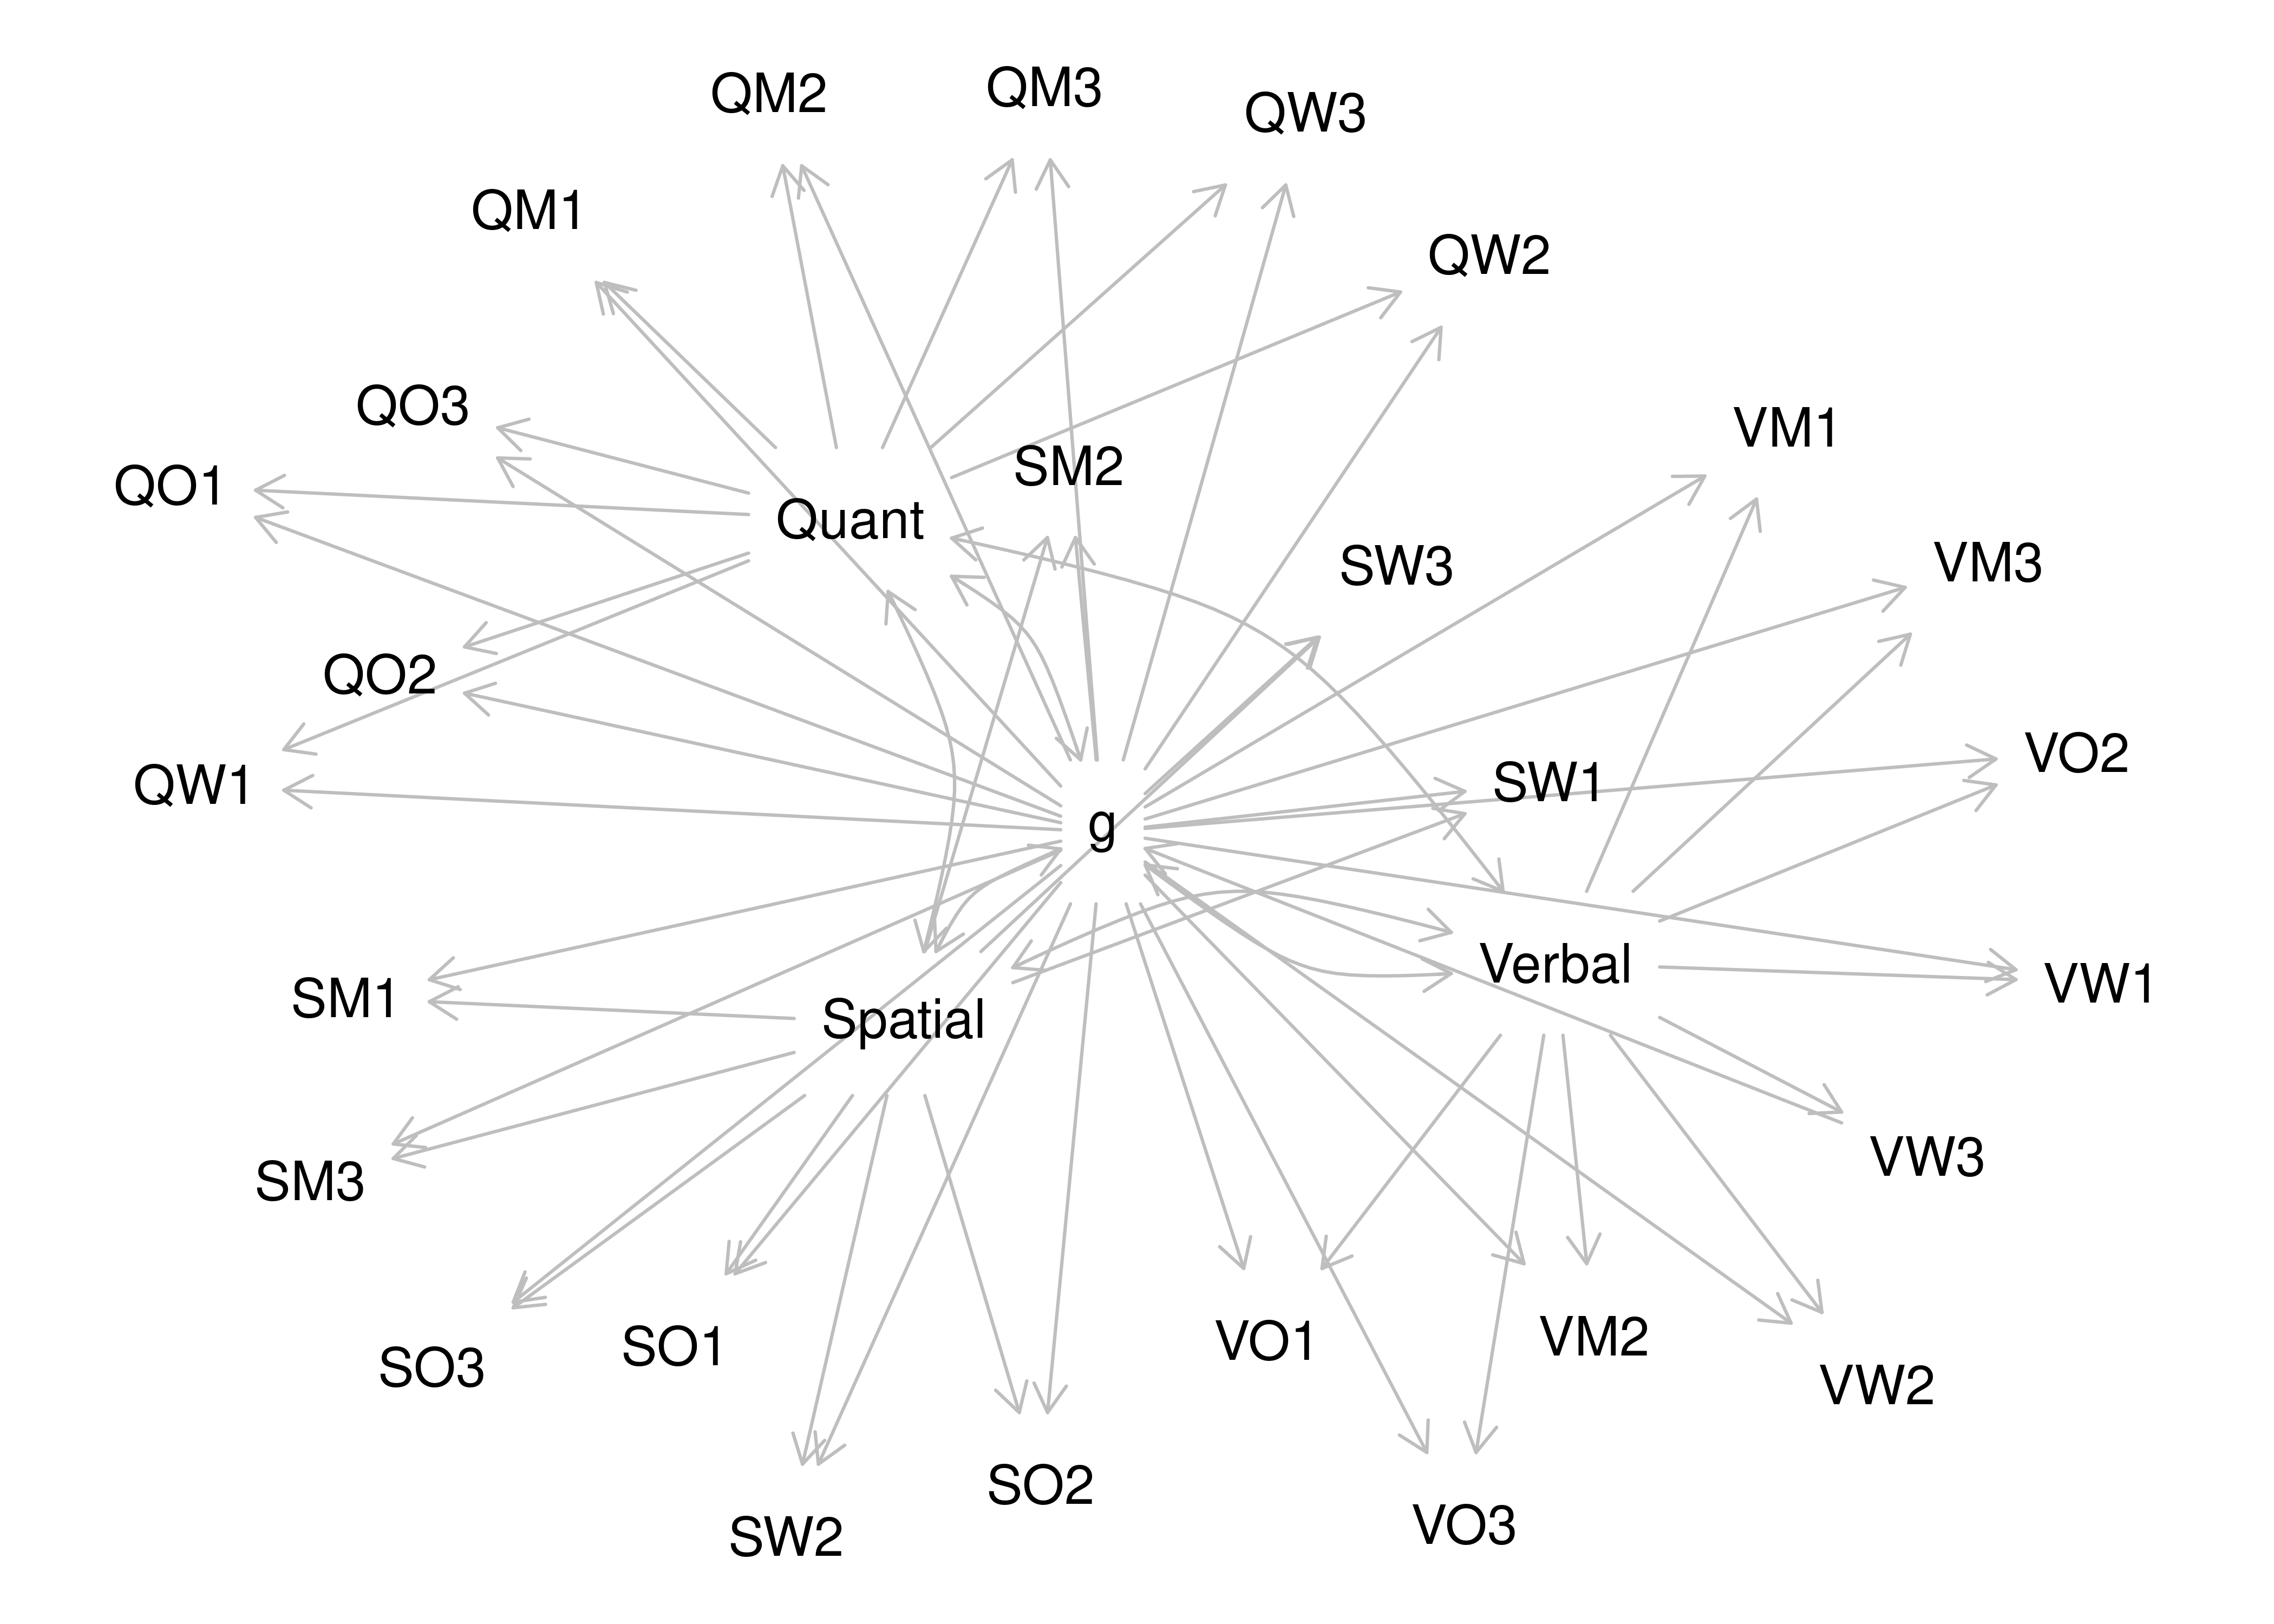 QM3
QM2
QW3
QM1
QW2
QO3
VM1
SM2
QO1
Quant
SW3
VM3
QO2
VO2
SW1
QW1
g
Verbal
VW1
SM1
Spatial
VW3
SM3
VM2
VO1
SO1
SO3
VW2
SO2
VO3
SW2